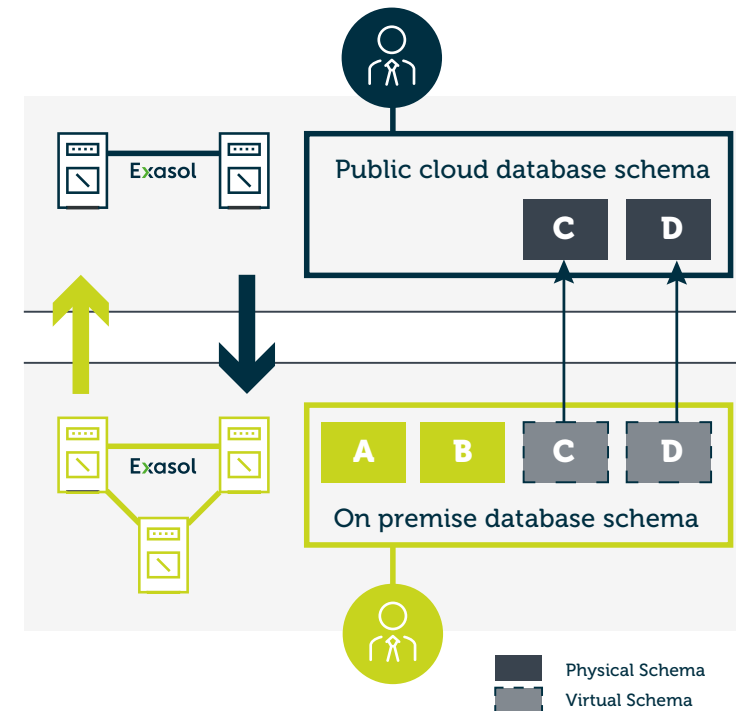 Exasol
Public cloud database schema
C
D
Exasol
A
B
C
D
On premise database schema
Physical Schema
Virtual Schema